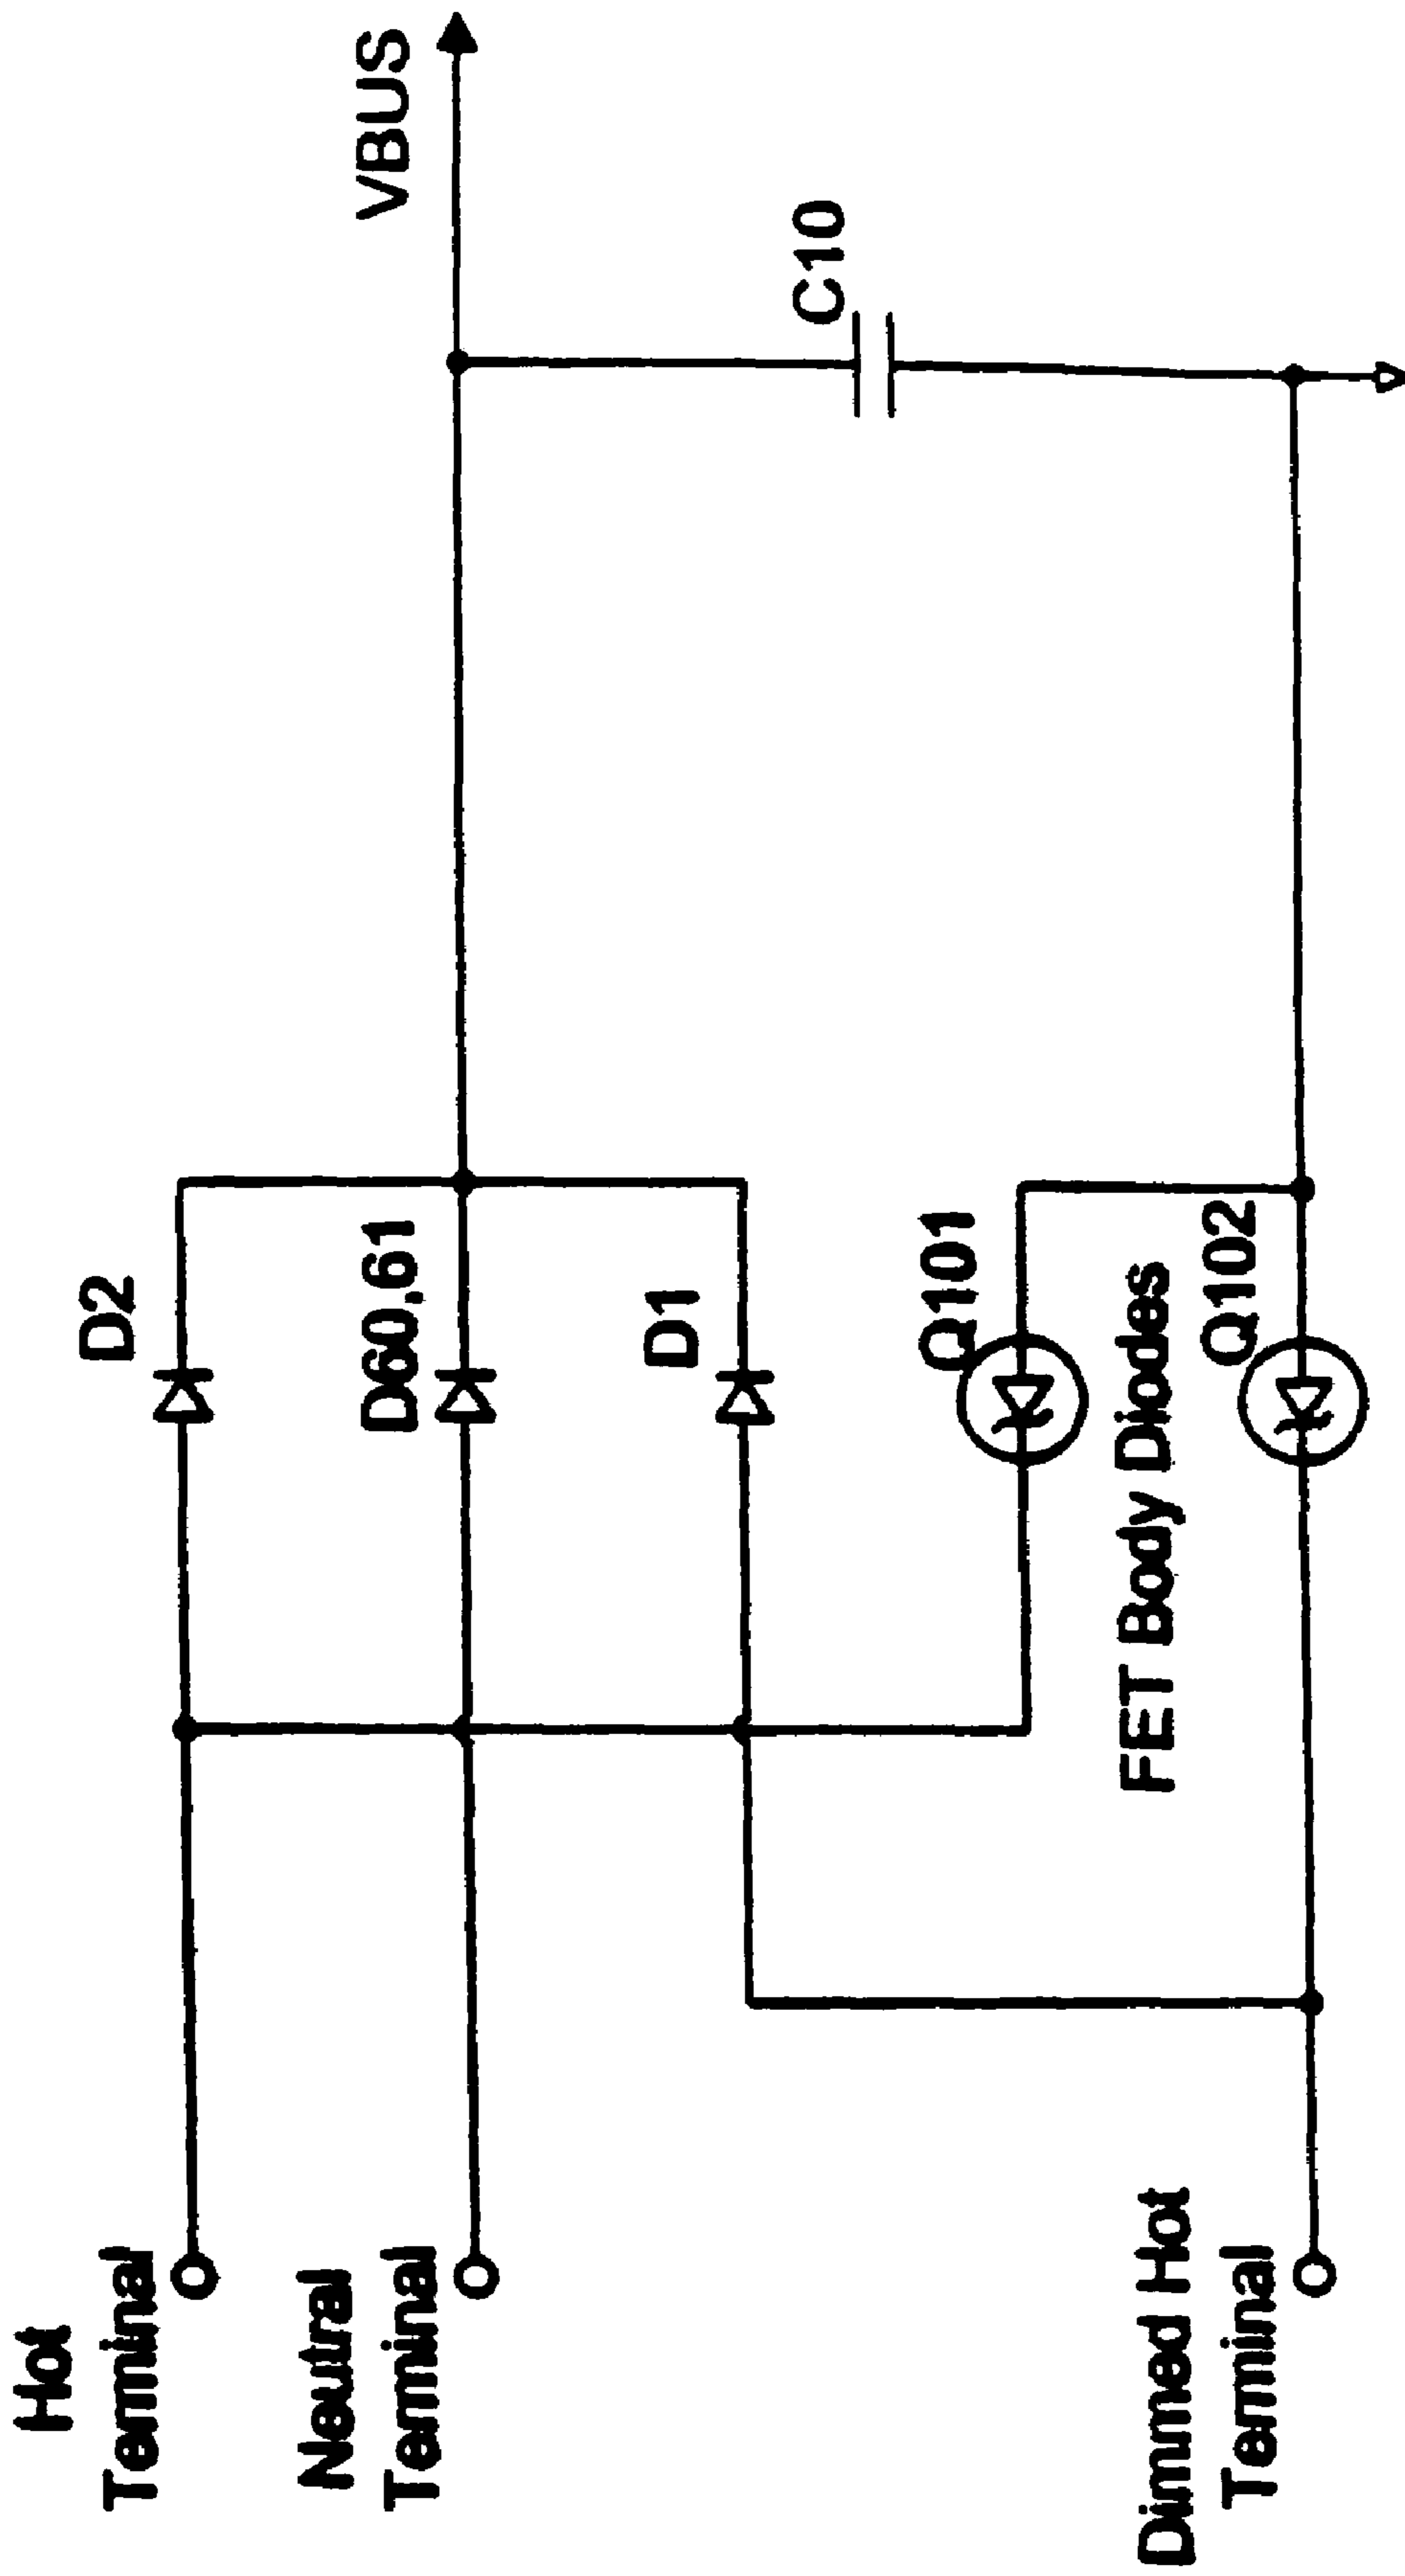 Hot
Terminal
Neutral
Terminal
Dimmed Hot
Terminal
D2
D60,61
D1
Q101
FET Body Diodes
Q102
C10
VBUS